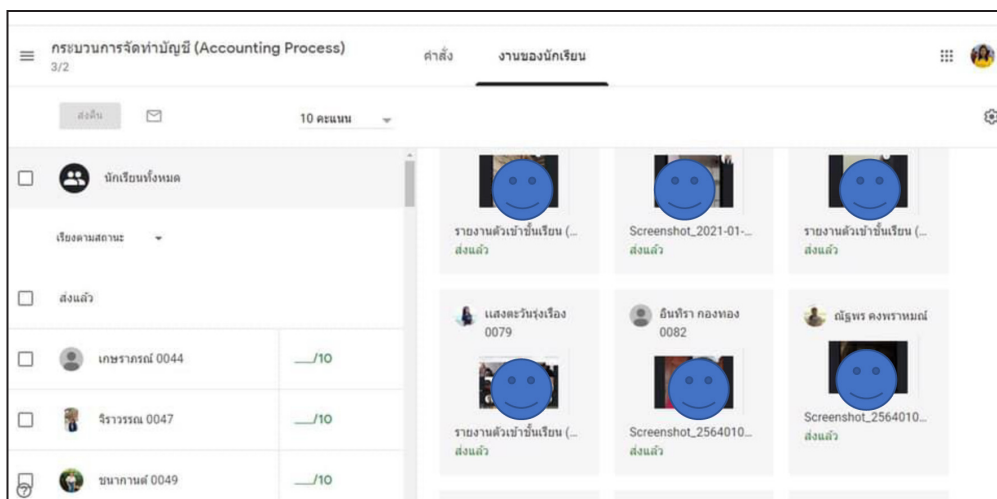 กระบวนการจัดทำบัญชี (Accounting Process)
3/2
คำสั่ง
งานของนักเรียน
ส่งคืน
10 คะแนน
นักเรียนทั้งหมด
เรียงตามสถานะ
ส่งแล้ว
เกษราภรณ์ 0044
__/10
จิราวรรณ 0047
__/10
ชนากานต์ 0049
__/10
รายงานตัวเข้าชั้นเรียน (...
ส่งแล้ว
Screenshot_2021-01-...
ส่งแล้ว
รายงานตัวเข้าชั้นเรียน (...
ส่งแล้ว
แสงตะวันรุ่งเรือง
0079
รายงานตัวเข้าชั้นเรียน (...
ส่งแล้ว
อินทิรา กองทอง
0082
Screenshot_2564010...
ส่งแล้ว
ณัฐพร คงพราหมณ์
Screenshot_2564010...
ส่งแล้ว